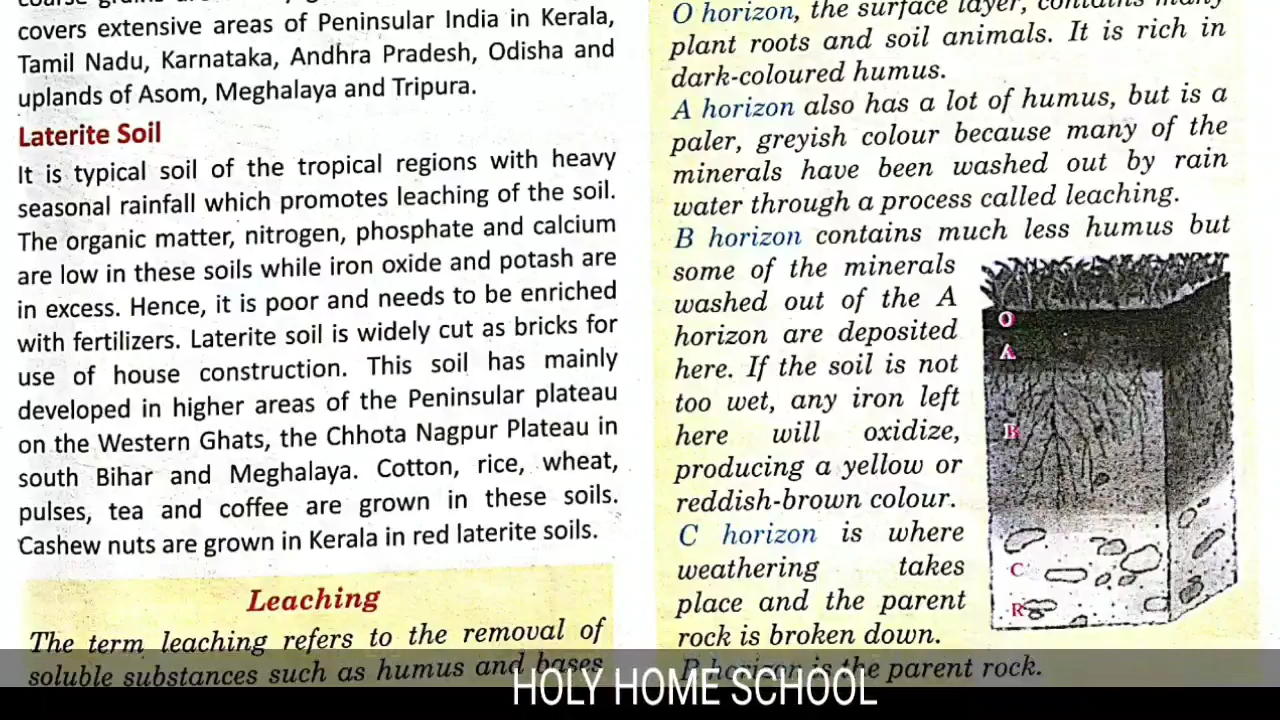 covers extensive areas of Peninsular India in Kerala,
Tamil Nadu, Karnataka, Andhra Pradesh, Odisha and
uplands of Asom, Meghalaya and Tripura.
Laterite Soil
It is typical soil of the tropical regions with heavy
seasonal rainfall which promotes leaching of the soil.
The organic matter, nitrogen, phosphate and calcium
are low in these soils while iron oxide and potash are
in excess. Hence, it is poor and needs to be enriched
with fertilizers. Laterite soil is widely cut as bricks for
use of house construction. This soil has mainly
developed in higher areas of the Peninsular plateau
on the Western Ghats, the Chhota Nagpur Plateau in
south Bihar and Meghalaya. Cotton, rice, wheat,
pulses, tea and coffee are grown in these soils.
Cashew nuts are grown in Kerala in red laterite soils.
Leaching
The term leaching refers to the removal of
soluble substances such as humus and bases
O horizon, the surface layer, contains many
plant roots and soil animals. It is rich in
dark-coloured humus.
A horizon also has a lot of humus, but is a
paler, greyish colour because many of the
minerals have been washed out by rain
water through a process called leaching.
B horizon contains much less humus but
some of the minerals
washed out of the A
horizon are deposited
here. If the soil is not
too wet, any iron left
here will oxidize,
producing a yellow or
reddish-brown colour.
C horizon is where
weathering takes
place and the parent
rock is broken down.
R horizon is the parent rock.
O
A
B
C
R
HOLY HOME SCHOOL